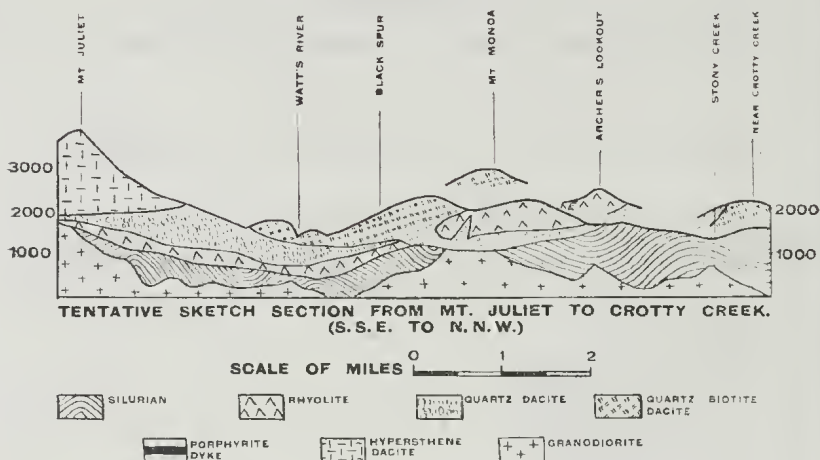 MT JULIET
WATT'S RIVER
BLACK SPUR
MT MONDA
ARCHERS LOOKOUT
STONY CREEK
NEAR CROTTY CREEK
3000
2000
1000
2000
1000
TENTATIVE SKETCH SECTION FROM MT. JULIET TO CROTTY CREEK.
(S.S.E. TO N.N.W.)
SCALE OF MILES 0 1 2
SILURIAN RHYOLITE QUARTZ DACITE QUARTZ BIOTITE DACITE
PORPHYRITE DYKE HYPERSTHENE DACITE GRANODIORITE